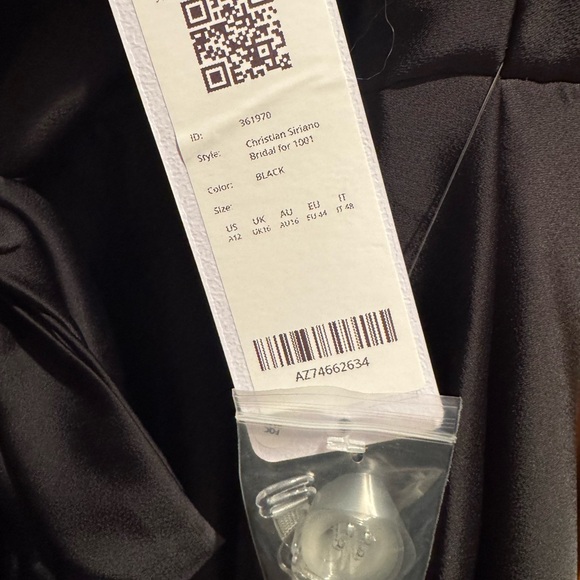 ID: 361970
Style: Christian Siriano
Bridal for 1001
Color: BLACK
Size:
US UK AU EU IT
A12 UK16 AU16 EU 44 IT 48
AZ74662634